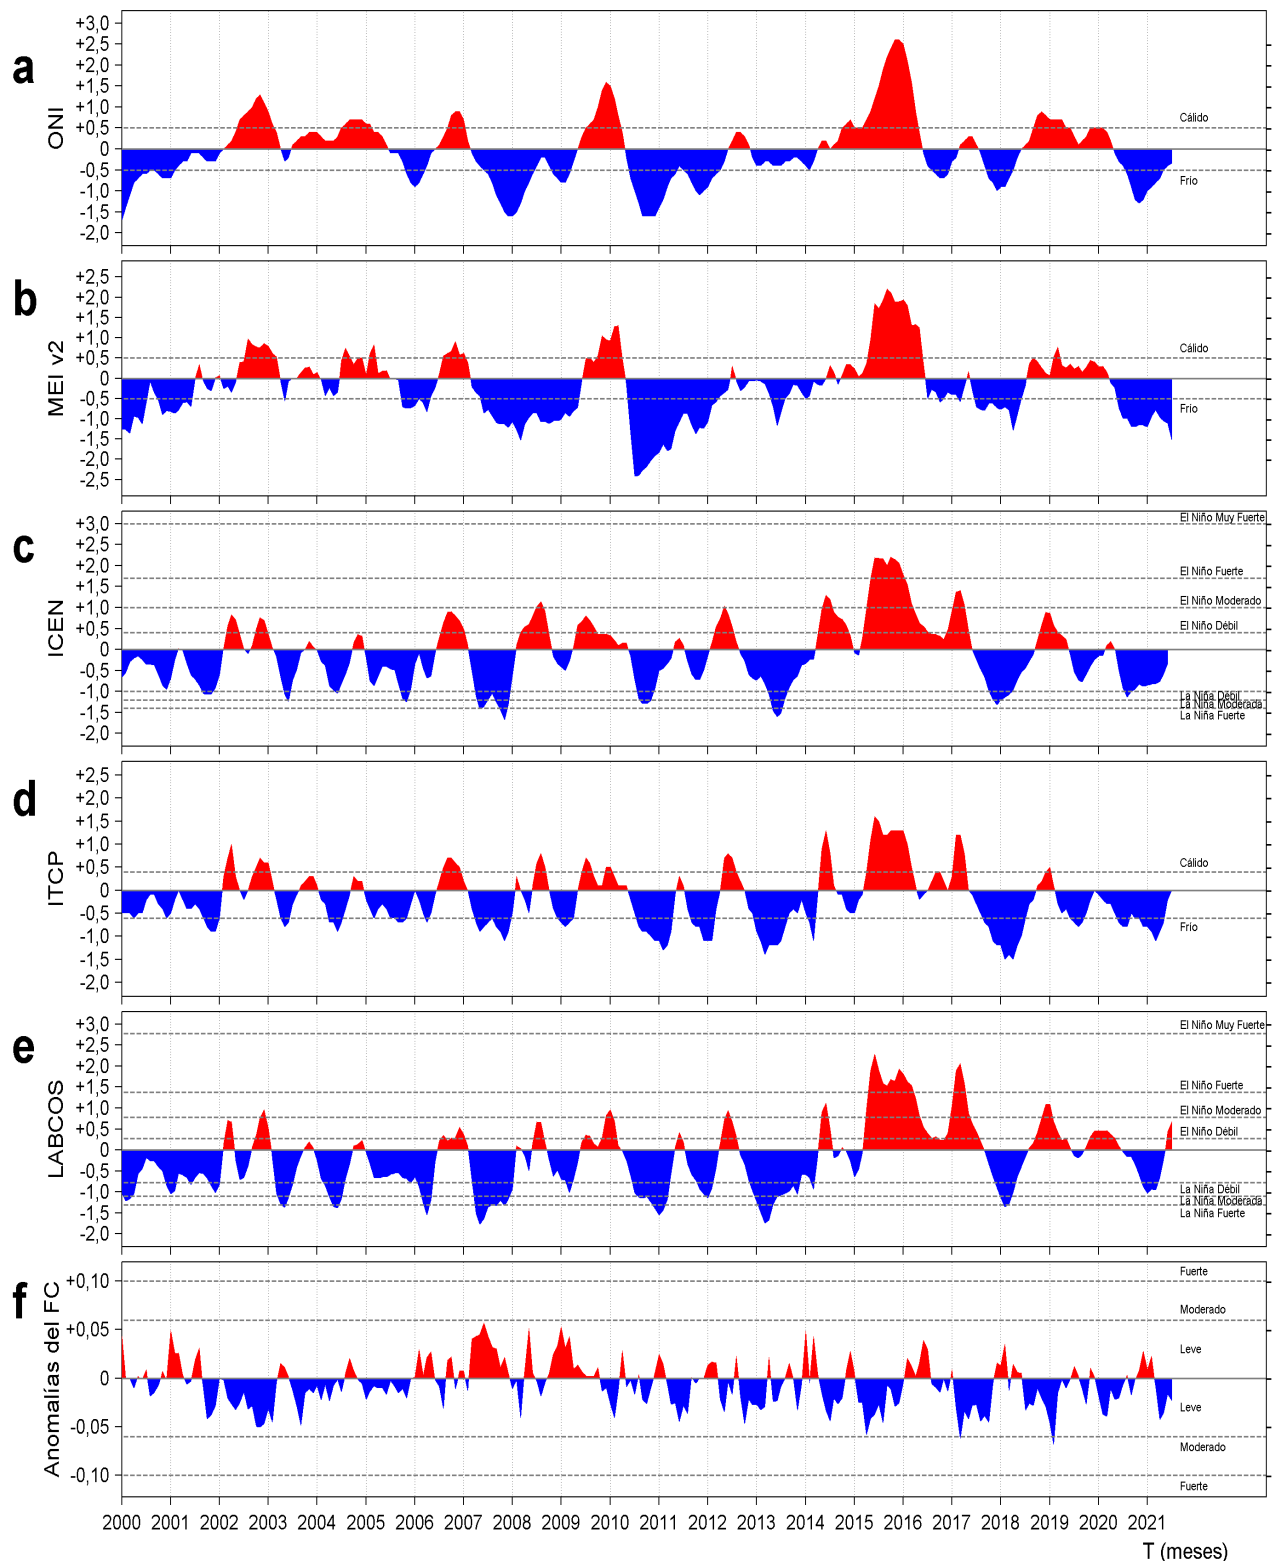 a
ONI
+3,0
+2,5
+2,0
+1,5
+1,0
+0,5
0
-0,5
-1,0
-1,5
-2,0
Cálido
Frío
b
MEI v2
+2,5
+2,0
+1,5
+1,0
+0,5
0
-0,5
-1,0
-1,5
-2,0
-2,5
Cálido
Frío
c
ICEN
+3,0
+2,5
+2,0
+1,5
+1,0
+0,5
0
-0,5
-1,0
-1,5
-2,0
El Niño Muy Fuerte
El Niño Fuerte
El Niño Moderado
El Niño Débil
La Niña Débil
La Niña Moderada
La Niña Fuerte
d
ITCP
+2,5
+2,0
+1,5
+1,0
+0,5
0
-0,5
-1,0
-1,5
-2,0
Cálido
Frío
e
LABCOS
+3,0
+2,5
+2,0
+1,5
+1,0
+0,5
0
-0,5
-1,0
-1,5
-2,0
El Niño Muy Fuerte
El Niño Fuerte
El Niño Moderado
El Niño Débil
La Niña Débil
La Niña Moderada
La Niña Fuerte
f
Anomalías del FC
+0,10
+0,05
0
-0,05
-0,10
Fuerte
Moderado
Leve
Leve
Moderado
Fuerte
2000 2001 2002 2003 2004 2005 2006 2007 2008 2009 2010 2011 2012 2013 2014 2015 2016 2017 2018 2019 2020 2021
T (meses)